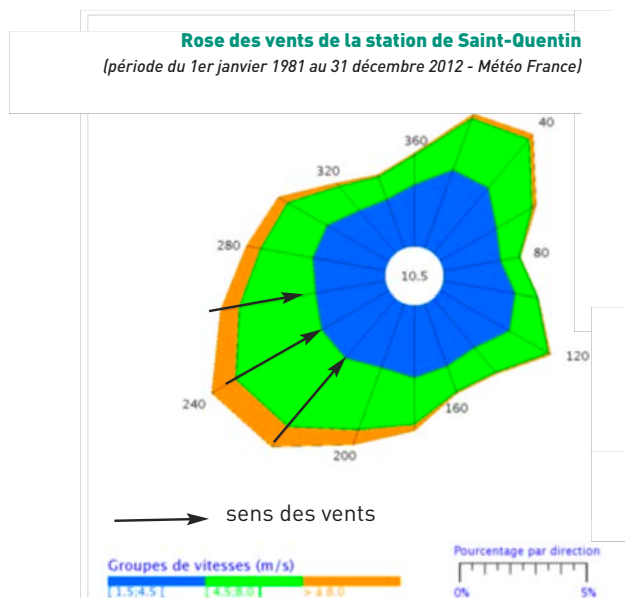 Rose des vents de la station de Saint-Quentin
(période du 1er janvier 1981 au 31 décembre 2012 - Météo France)
40
360
320
280
80
10.5
120
240
160
200
sens des vents
Pourcentage par direction
Groupes de vitesses (m/s)
[ 1.5;4.5 [
[ 4.5;8.0 ]
> à 8.0
0%
5%